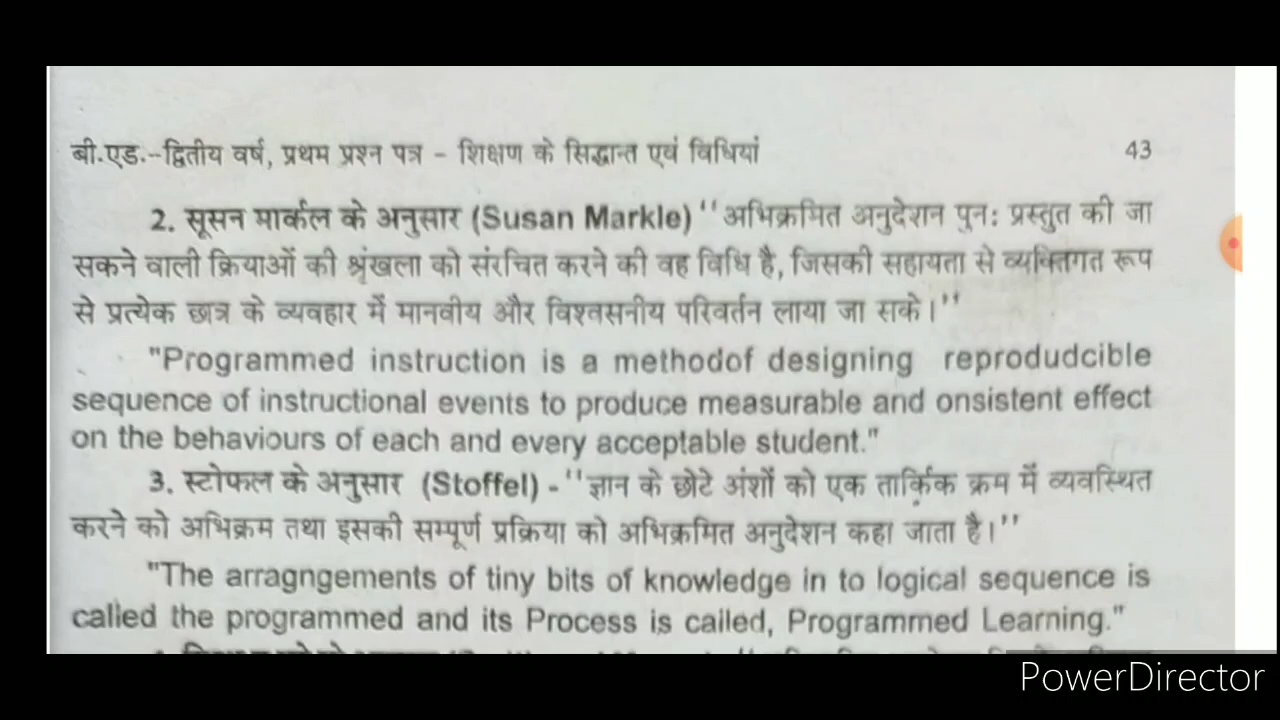 बी.एड.-द्वितीय वर्ष, प्रथम प्रश्न पत्र - शिक्षण के सिद्धान्त एवं विधियां 43
2. सूसन मार्कल के अनुसार (Susan Markle) ''अभिक्रमित अनुदेशन पुन: प्रस्तुत की जा
सकने वाली क्रियाओं की श्रृंखला को संरचित करने की वह विधि है, जिसकी सहायता से व्यक्तिगत रूप
से प्रत्येक छात्र के व्यवहार में मानवीय और विश्वसनीय परिवर्तन लाया जा सके।''
"Programmed instruction is a methodof designing reprodudcible
sequence of instructional events to produce measurable and onsistent effect
on the behaviours of each and every acceptable student."
3. स्टोफल के अनुसार (Stoffel) - ''ज्ञान के छोटे अंशों को एक तार्किक क्रम में व्यवस्थित
करने को अभिक्रम तथा इसकी सम्पूर्ण प्रक्रिया को अभिक्रमित अनुदेशन कहा जाता है।''
"The arragngements of tiny bits of knowledge in to logical sequence is
called the programmed and its Process is called, Programmed Learning."
PowerDirector